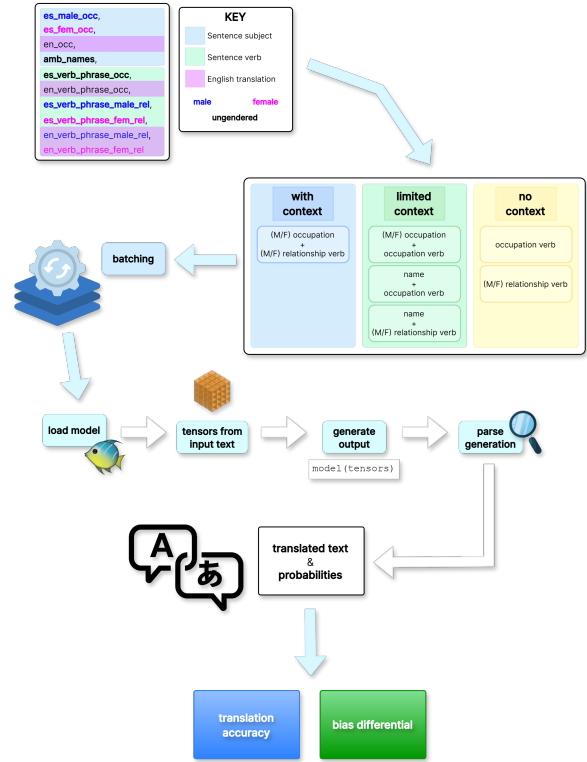 es_male_occ,
es_fem_occ,
en_occ,
amb_names,
es_verb_phrase_occ,
en_verb_phrase_occ,
es_verb_phrase_male_rel,
es_verb_phrase_fem_rel,
en_verb_phrase_male_rel,
en_verb_phrase_fem_rel
KEY
Sentence subject
Sentence verb
English translation
male
female
ungendered
with
context
(M/F) occupation
+
(M/F) relationship verb
limited
context
(M/F) occupation
+
occupation verb
name
+
occupation verb
name
+
(M/F) relationship verb
no
context
occupation verb
(M/F) relationship verb
batching
load model
tensors from
input text
generate
output
model(tensors)
parse
generation
A
あ
translated text
&
probabilities
translation
accuracy
bias differential